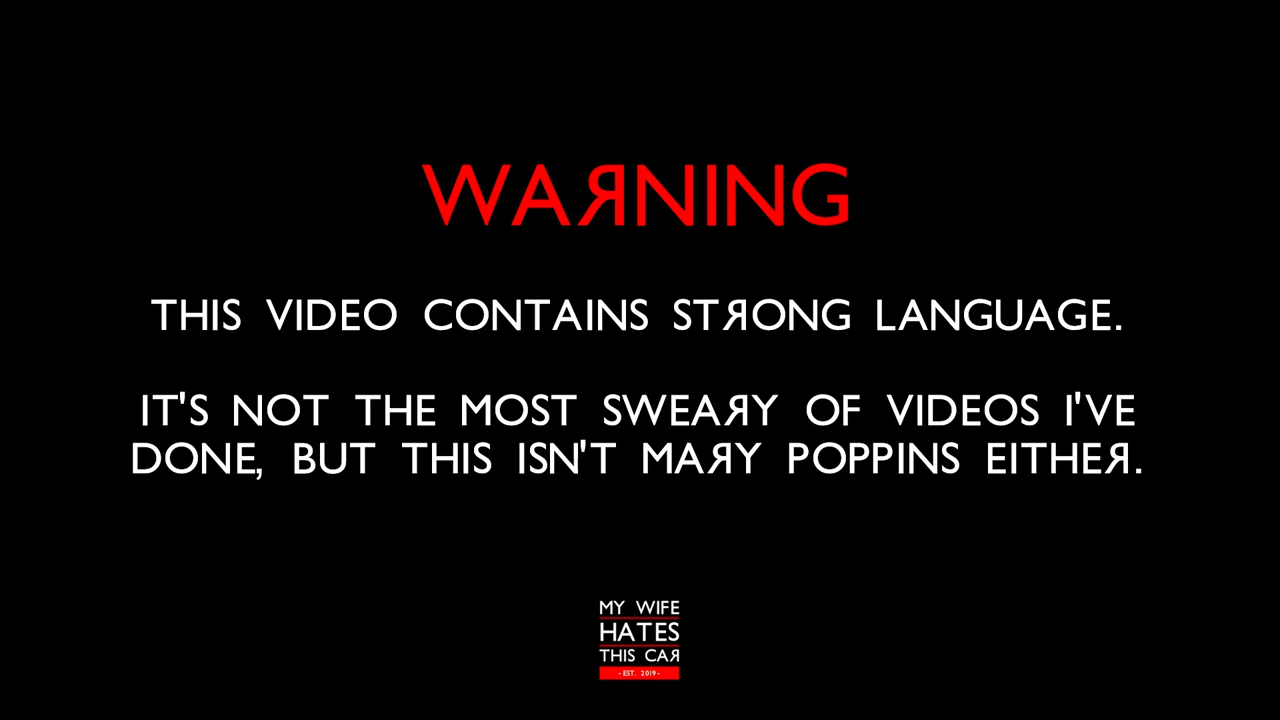 WAЯNING
THIS VIDEO CONTAINS STЯONG LANGUAGE.
IT'S NOT THE MOST SWEAЯY OF VIDEOS I'VE
DONE, BUT THIS ISN'T MAЯY POPPINS EITHEЯ.
MY WIFE
HATES
THIS CAЯ
- EST. 2019 -